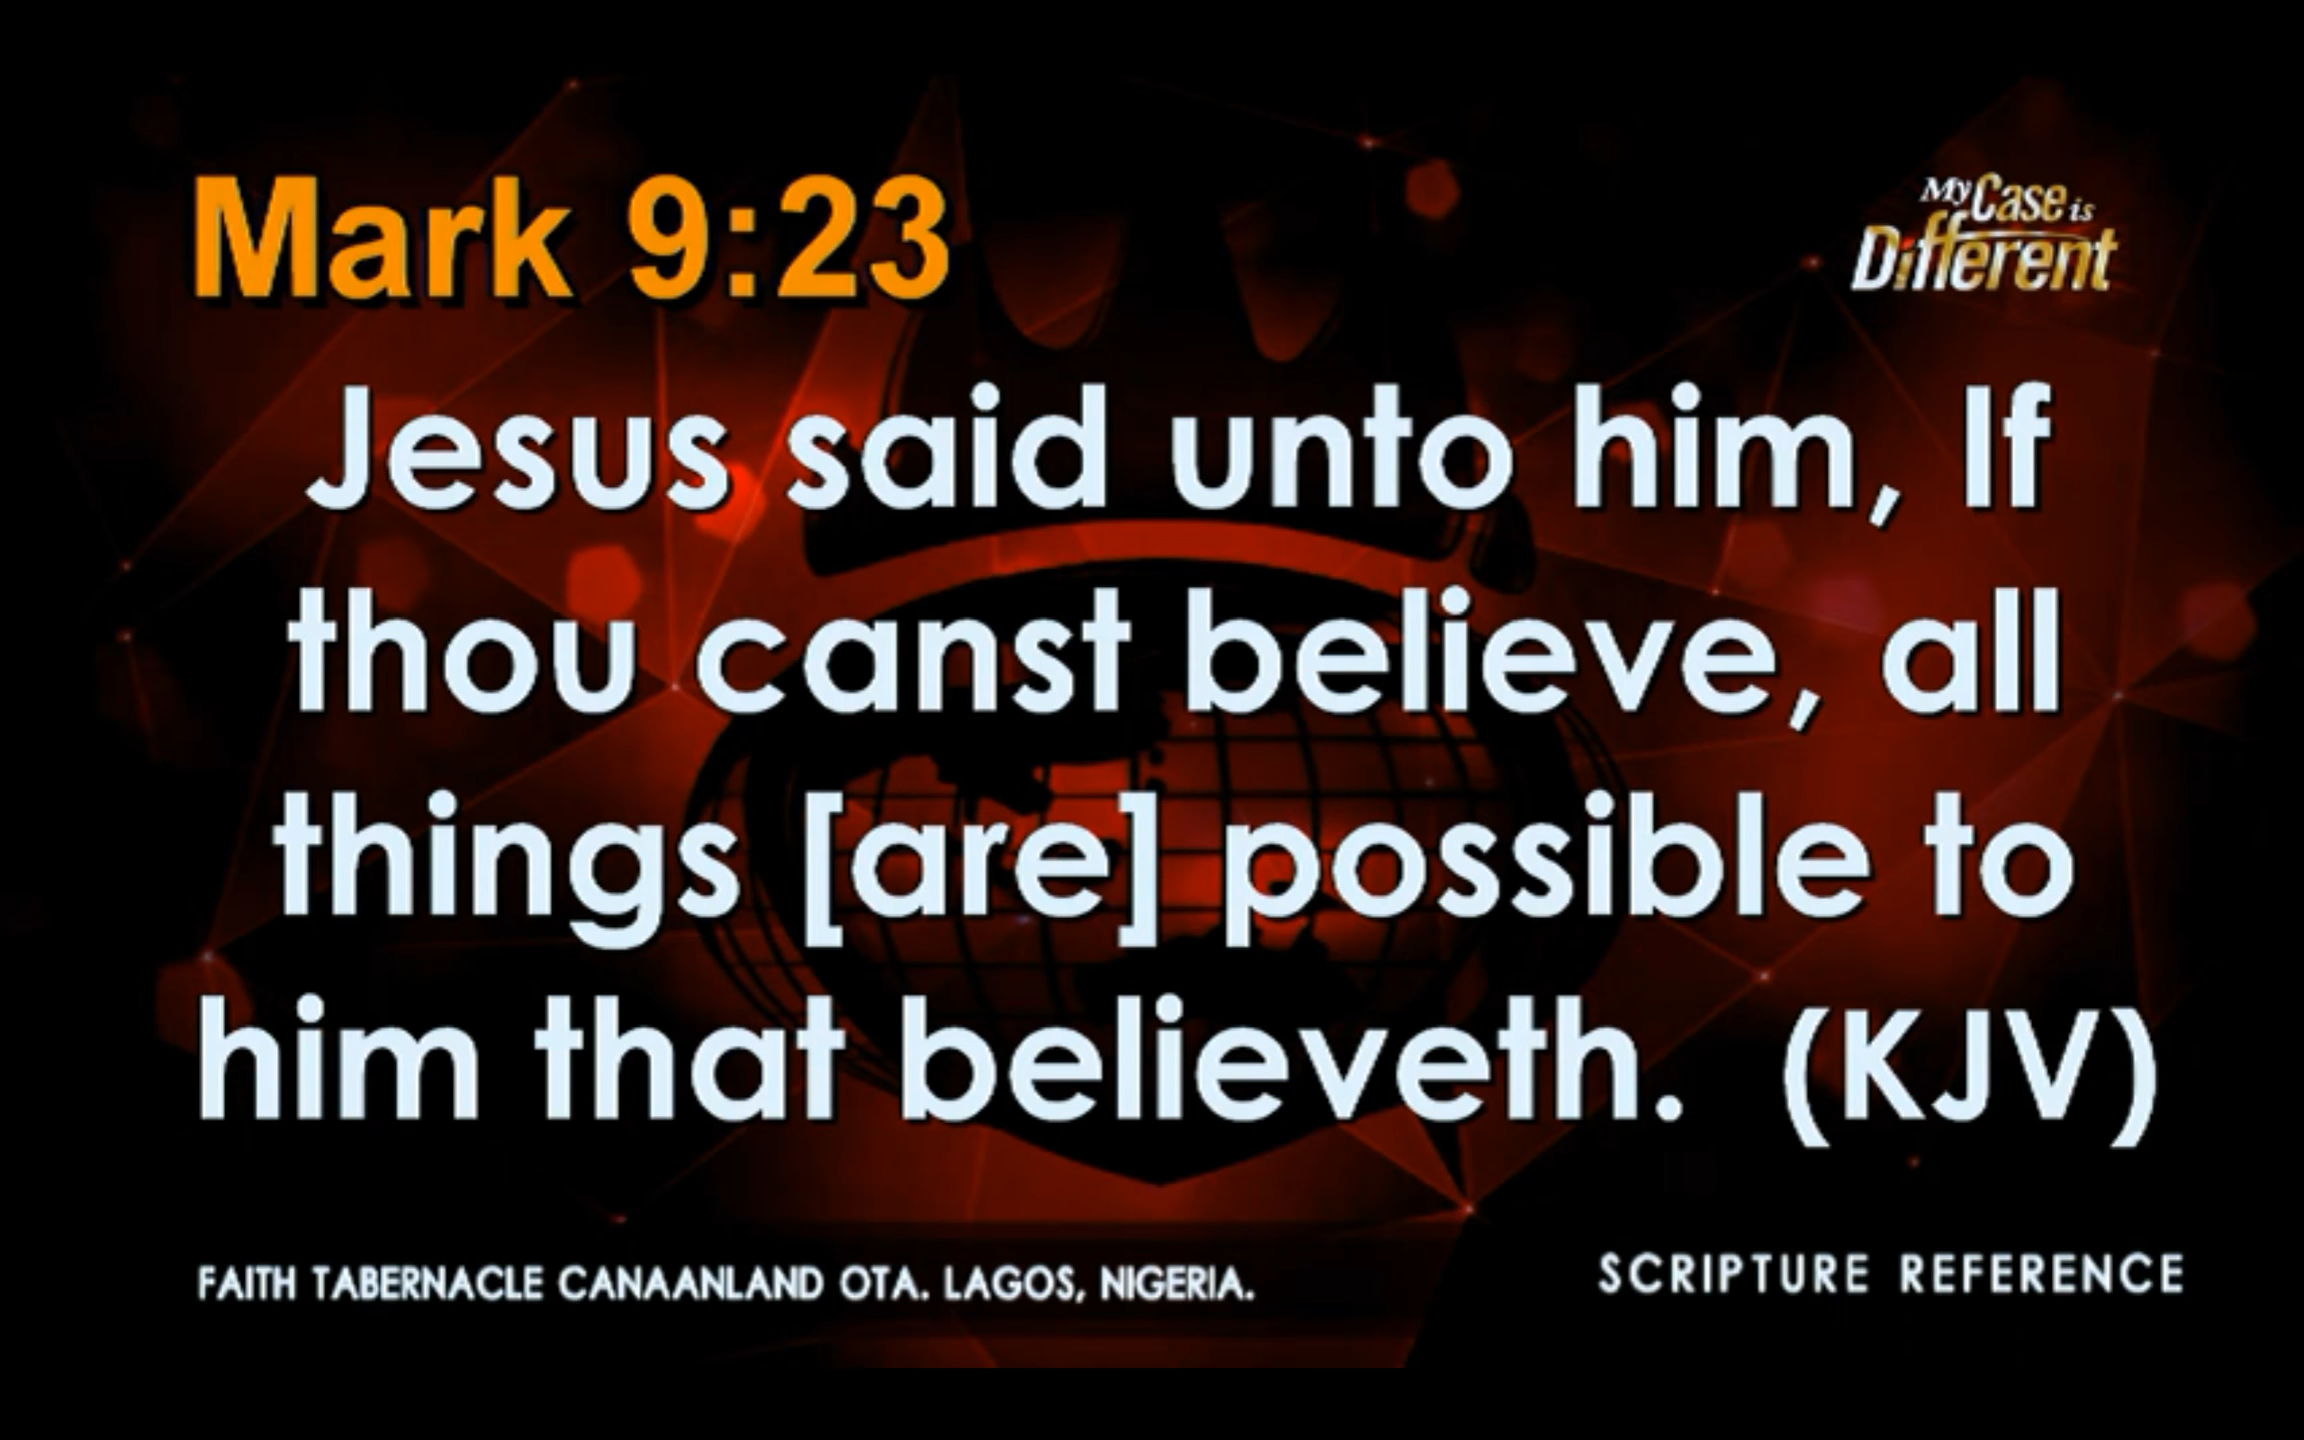 Mark 9:23
My Case is
Different
Jesus said unto him, If
thou canst believe, all
things [are] possible to
him that believeth. (KJV)
FAITH TABERNACLE CANAANLAND OTA. LAGOS, NIGERIA.
SCRIPTURE REFERENCE